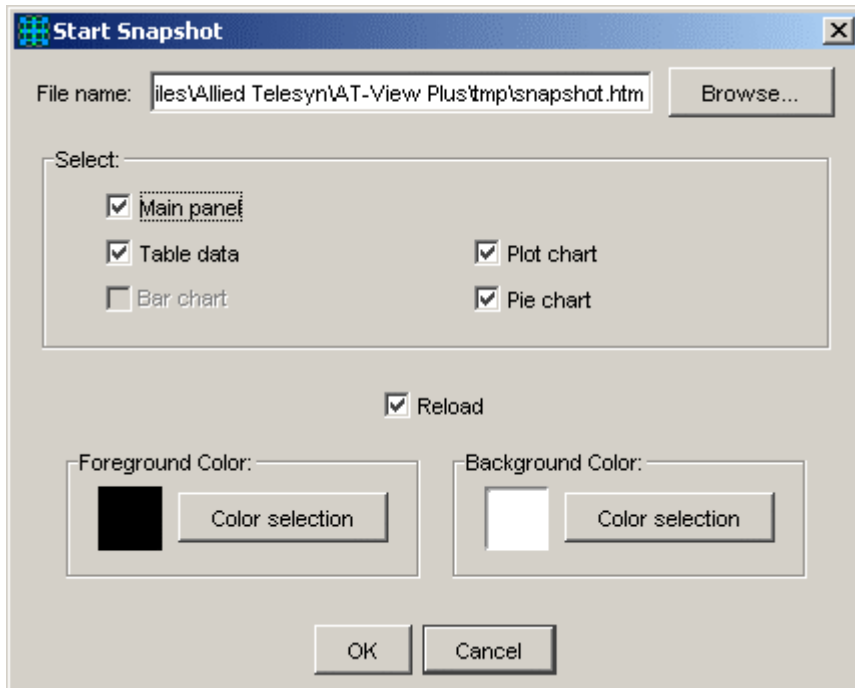 Start Snapshot
File name: iles\Allied Telesyn\AT-View Plus\tmp\snapshot.htm Browse...
Select:
Main panel
Table data Plot chart
Bar chart Pie chart
Reload
Foreground Color: Background Color:
Color selection Color selection
OK Cancel